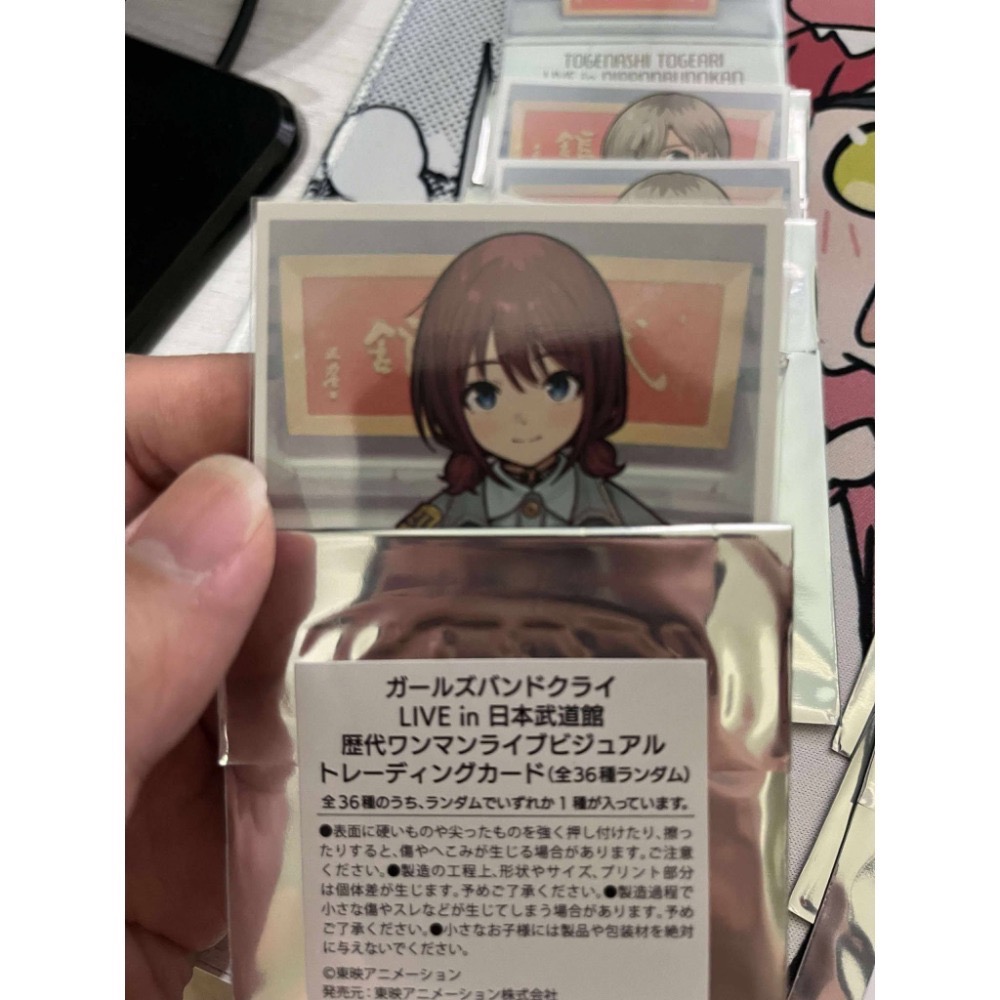 TOGENASHI TOGEARI
LIVE in NIPPONBUDOKAN
館
館 武
ガールズバンドクライ
LIVE in 日本武道館
歴代ワンマンライブビジュアル
トレーディングカード(全36種ランダム)
全36種のうち、ランダムでいずれか1種が入っています。
●表面に硬いものや尖ったものを強く押し付けたり、擦っ
たりすると、傷やへこみが生じる場合があります。ご注意
ください。●製造の工程上、形状やサイズ、プリント部分
は個体差が生じます。予めご了承ください。●製造過程で
小さな傷やスレなどが生じてしまう場合があります。予め
ご了承ください。●小さなお子様には製品や包装材を絶対
に与えないでください。
©東映アニメーション
発売元：東映アニメーション株式会社